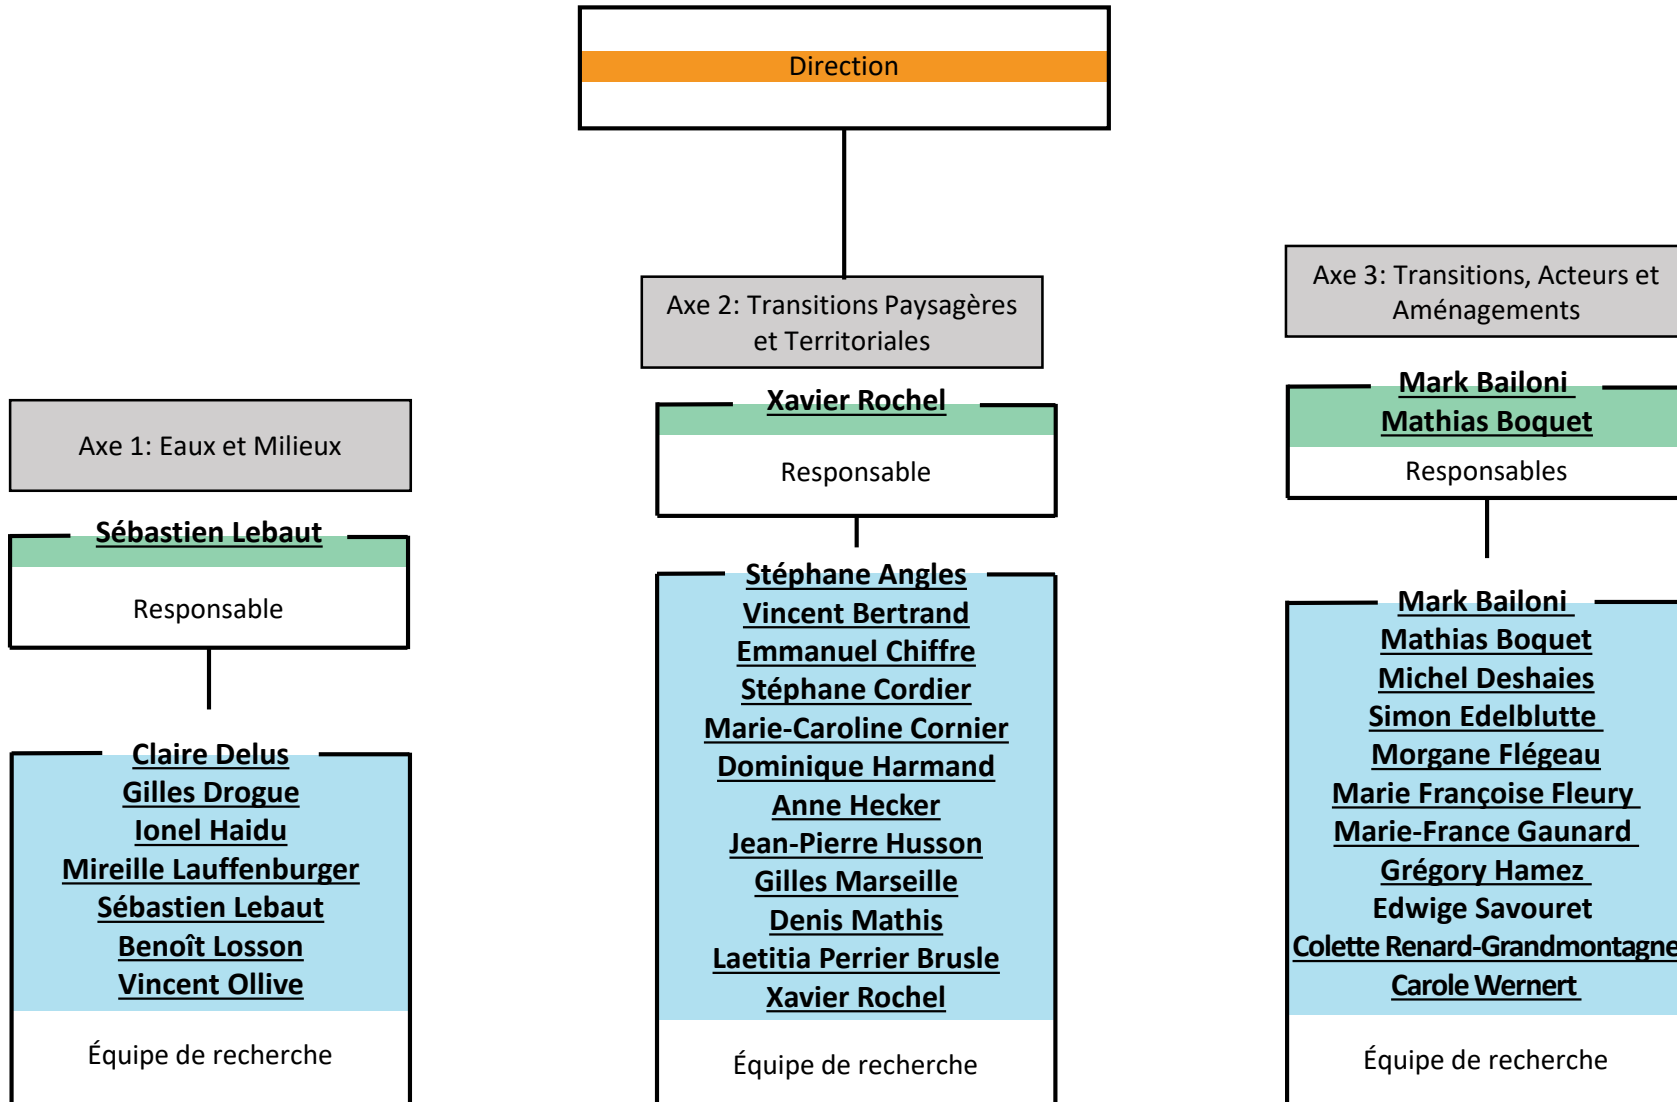 Direction
Axe 1: Eaux et Milieux
Sébastien Lebaut
Responsable
Claire Delus
Gilles Drogue
Ionel Haidu
Mireille Lauffenburger
Sébastien Lebaut
Benoît Losson
Vincent Ollive
Équipe de recherche
Axe 2: Transitions Paysagères
et Territoriales
Xavier Rochel
Responsable
Stéphane Angles
Vincent Bertrand
Emmanuel Chiffre
Stéphane Cordier
Marie-Caroline Cornier
Dominique Harmand
Anne Hecker
Jean-Pierre Husson
Gilles Marseille
Denis Mathis
Laetitia Perrier Brusle
Xavier Rochel
Équipe de recherche
Axe 3: Transitions, Acteurs et
Aménagements
Mark Bailoni
Mathias Boquet
Responsables
Mark Bailoni
Mathias Boquet
Michel Deshaies
Simon Edelblutte
Morgane Flégeau
Marie Françoise Fleury
Marie-France Gaunard
Grégory Hamez
Edwige Savouret
Colette Renard-Grandmontagne
Carole Wernert
Équipe de recherche